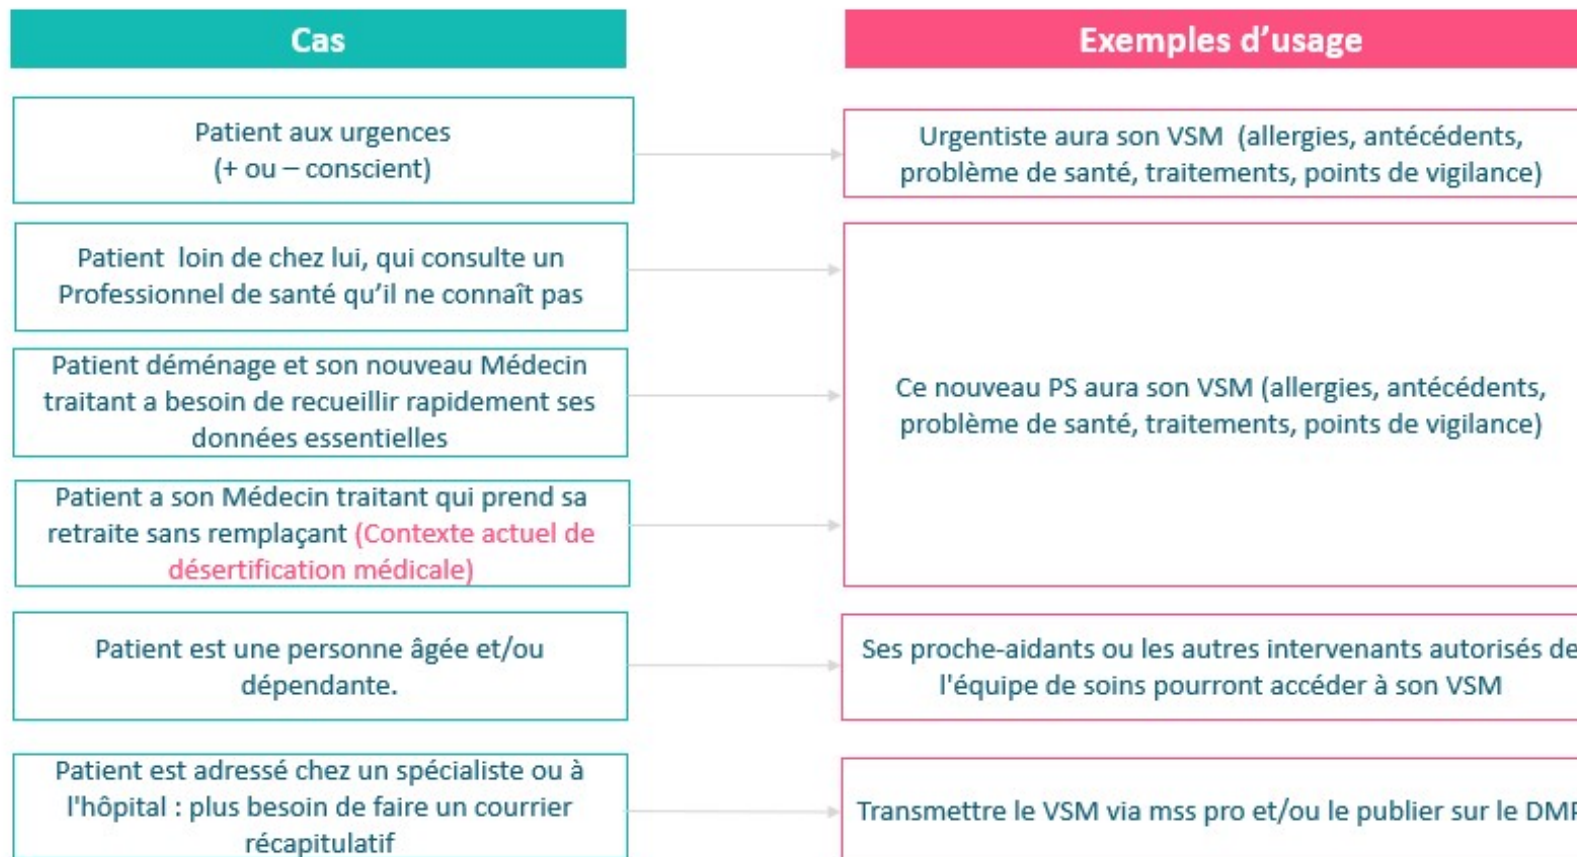 Cas
Exemples d’usage
Patient aux urgences
(+ ou – conscient)
Urgentiste aura son VSM (allergies, antécédents,
problème de santé, traitements, points de vigilance)
Patient loin de chez lui, qui consulte un
Professionnel de santé qu’il ne connaît pas
Patient déménage et son nouveau Médecin
traitant a besoin de recueillir rapidement ses
données essentielles
Patient a son Médecin traitant qui prend sa
retraite sans remplaçant (Contexte actuel de
désertification médicale)
Ce nouveau PS aura son VSM (allergies, antécédents,
problème de santé, traitements, points de vigilance)
Patient est une personne âgée et/ou
dépendante.
Ses proche-aidants ou les autres intervenants autorisés de
l'équipe de soins pourront accéder à son VSM
Patient est adressé chez un spécialiste ou à
l'hôpital : plus besoin de faire un courrier
récapitulatif
Transmettre le VSM via mss pro et/ou le publier sur le DMP